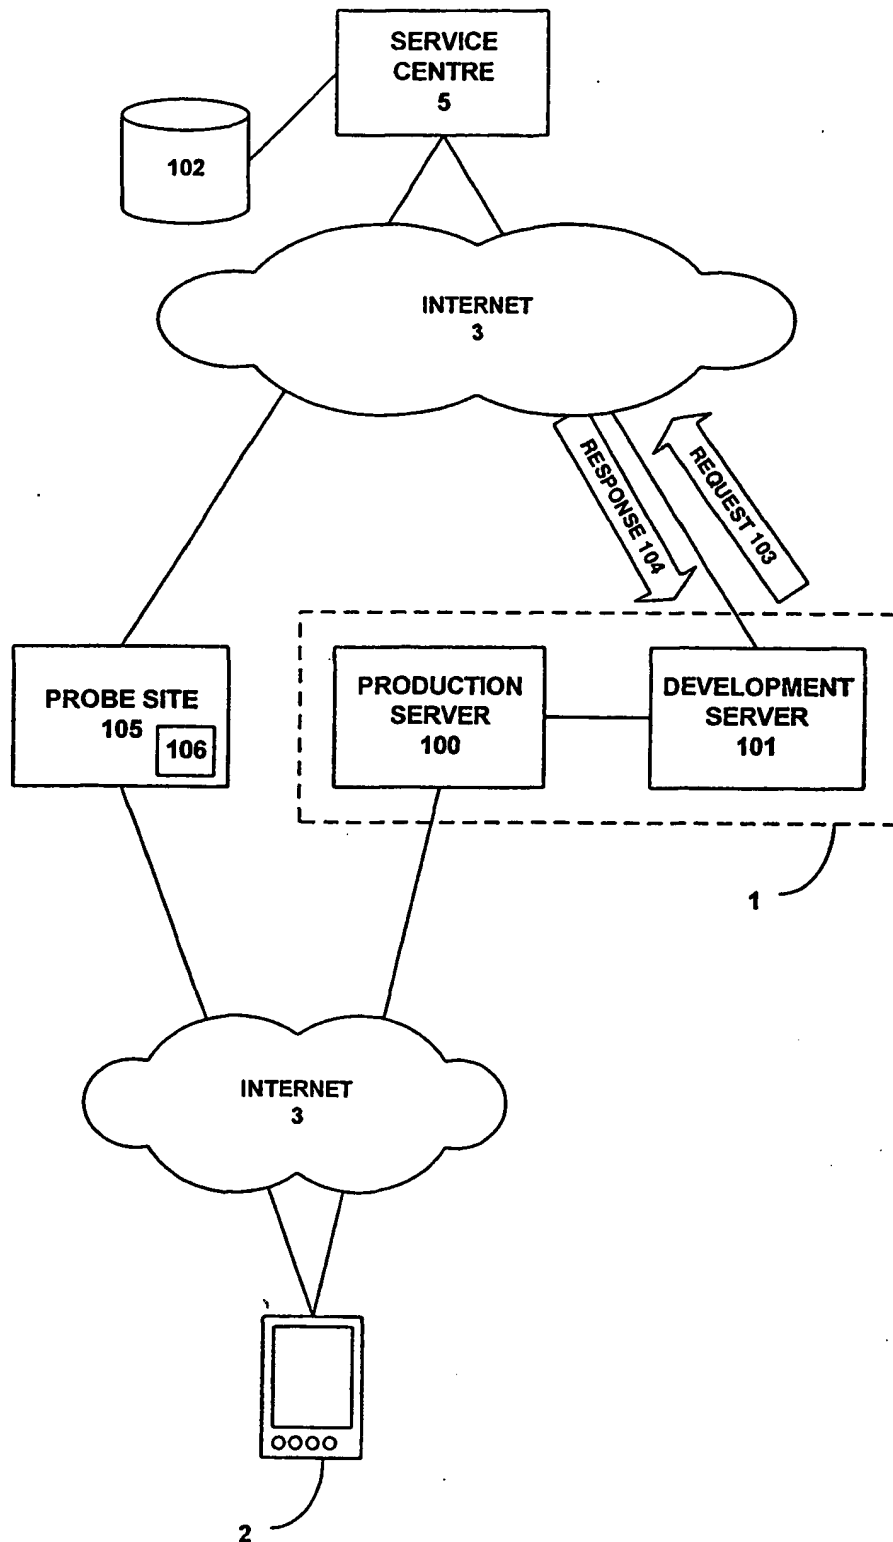 SERVICE
CENTRE
5
102
INTERNET
3
RESPONSE 104
REQUEST 103
PROBE SITE
105
106
PRODUCTION
SERVER
100
DEVELOPMENT
SERVER
101
1
INTERNET
3
2